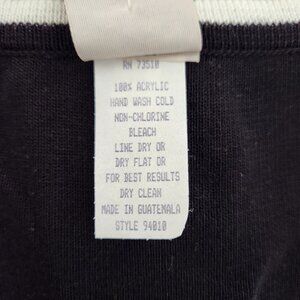 RN 73510
100% ACRYLIC
HAND WASH COLD
NON-CHLORINE
BLEACH
LINE DRY OR
DRY FLAT OR
FOR BEST RESULTS
DRY CLEAN
MADE IN GUATEMALA
STYLE 94010